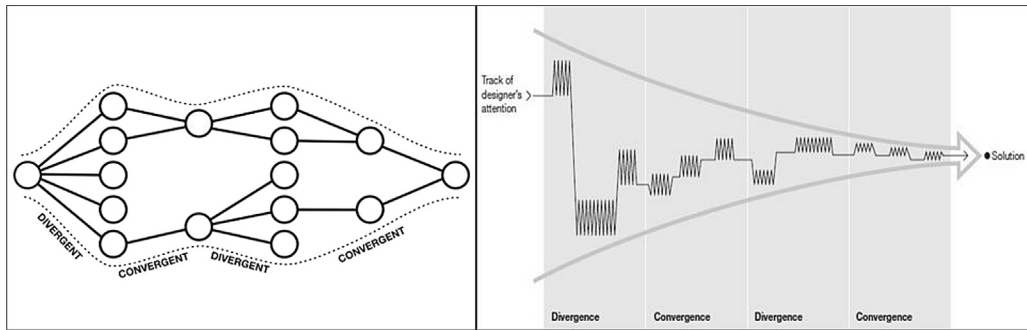 DIVERGENT
CONVERGENT
DIVERGENT
CONVERGENT
Track of
designer's
attention
Solution
Divergence
Convergence
Divergence
Convergence